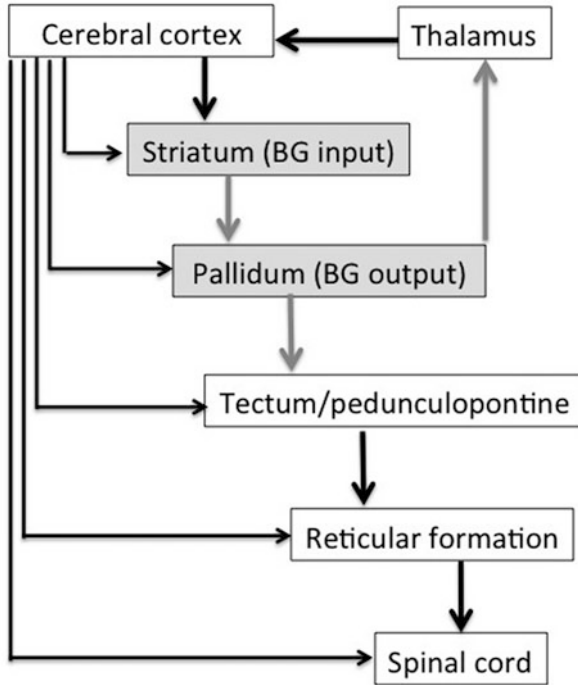 Cerebral cortex
Thalamus
Striatum (BG input)
Pallidum (BG output)
Tectum/pedunculopontine
Reticular formation
Spinal cord